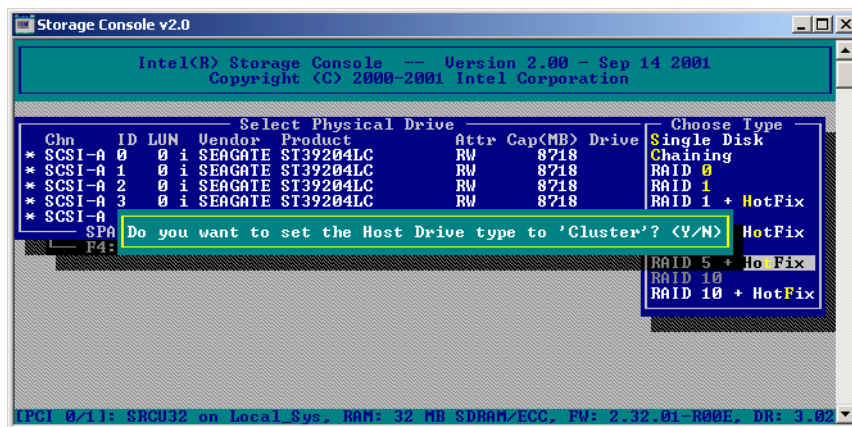 Storage Console v2.0
Intel(R) Storage Console -- Version 2.00 - Sep 14 2001
Copyright (C) 2000-2001 Intel Corporation
Select Physical Drive
Chn ID LUN Vendor Product Attr Cap(MB) Drive
* SCSI-A 0 0 i SEAGATE ST39204LC RW 8718
* SCSI-A 1 0 i SEAGATE ST39204LC RW 8718
* SCSI-A 2 0 i SEAGATE ST39204LC RW 8718
* SCSI-A 3 0 i SEAGATE ST39204LC RW 8718
* SCSI-A
SPA
F4:
Choose Type
Single Disk
Chaining
RAID 0
RAID 1
RAID 1 + HotFix
HotFix
RAID 5 + HotFix
RAID 10
RAID 10 + HotFix
Do you want to set the Host Drive type to 'Cluster'? (Y/N)
[PCI 0/1]: SRCU32 on Local_Sys, RAM: 32 MB SDRAM/ECC, FW: 2.32.01-R00E, DR: 3.02